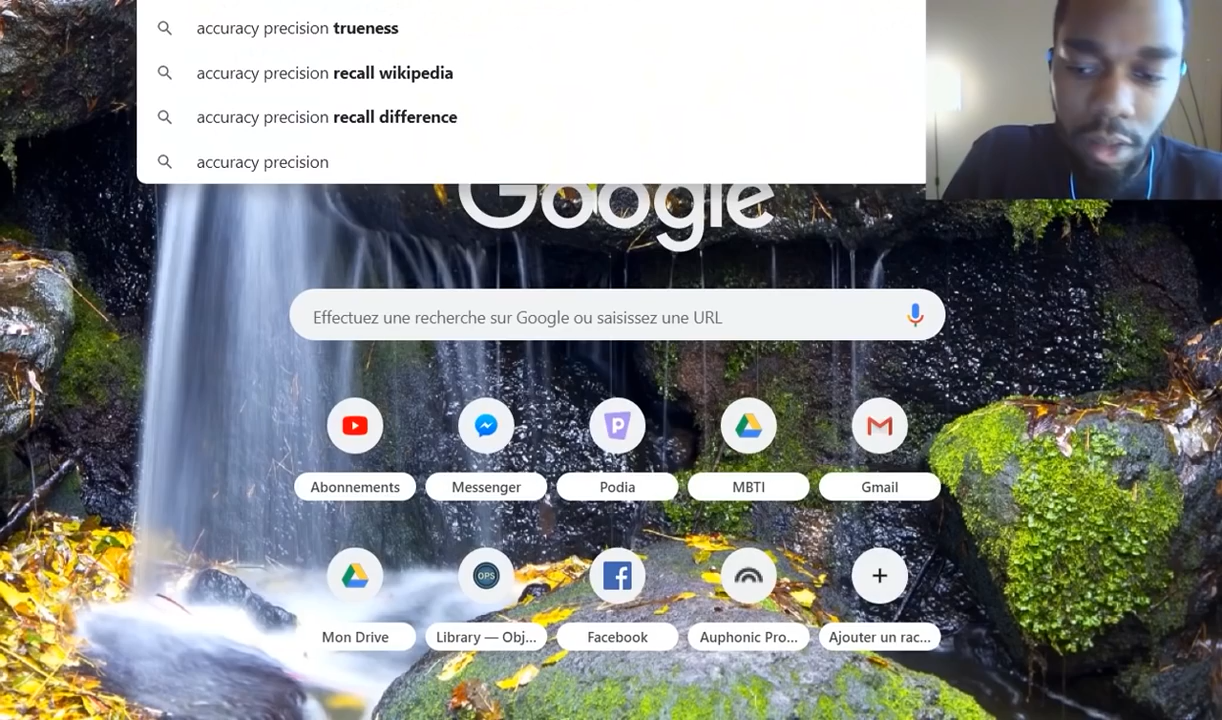 accuracy precision trueness
accuracy precision recall wikipedia
accuracy precision recall difference
accuracy precision
Google
Effectuez une recherche sur Google ou saisissez une URL
P
OPS
Abonnements
Messenger
Podia
MBTI
Gmail
Mon Drive
Library — Obj...
Facebook
Auphonic Pro...
Ajouter un rac...